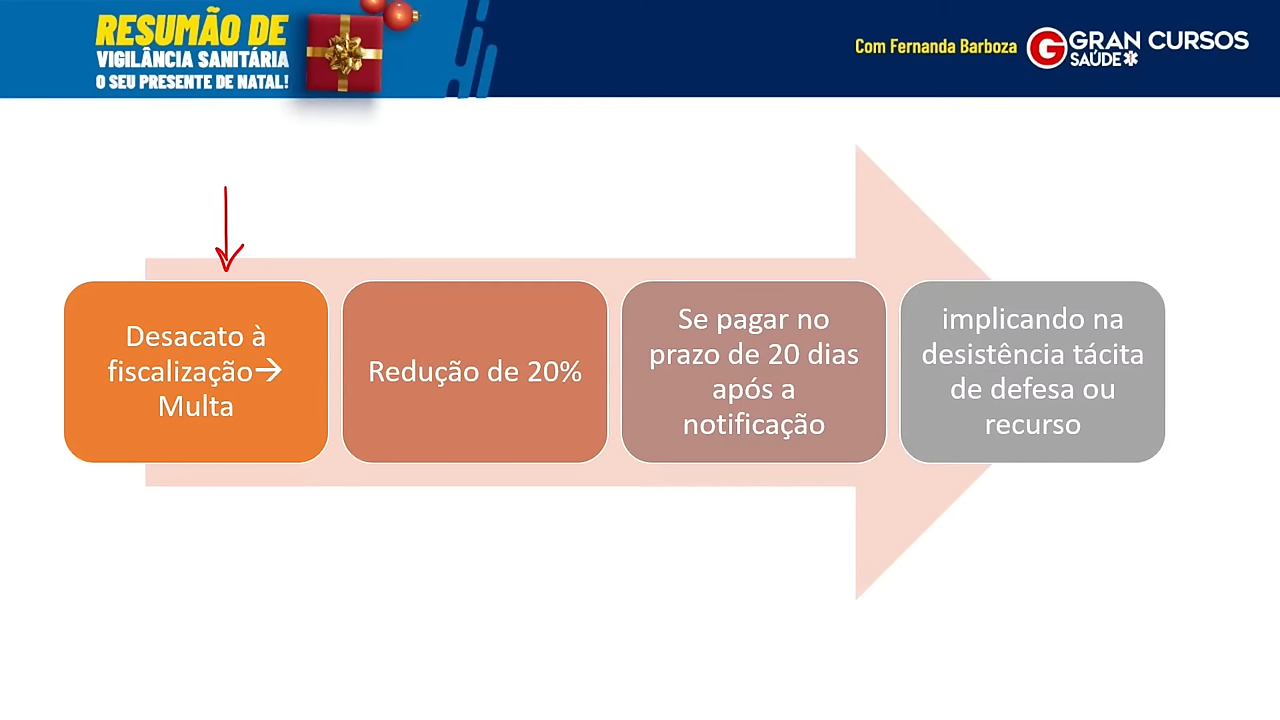 RESUMÃO DE
VIGILÂNCIA SANITÁRIA
O SEU PRESENTE DE NATAL!
Com Fernanda Barboza
GRAN CURSOS
SAÚDE
Desacato à
fiscalização→
Multa
Redução de 20%
Se pagar no
prazo de 20 dias
após a
notificação
implicando na
desistência tácita
de defesa ou
recurso